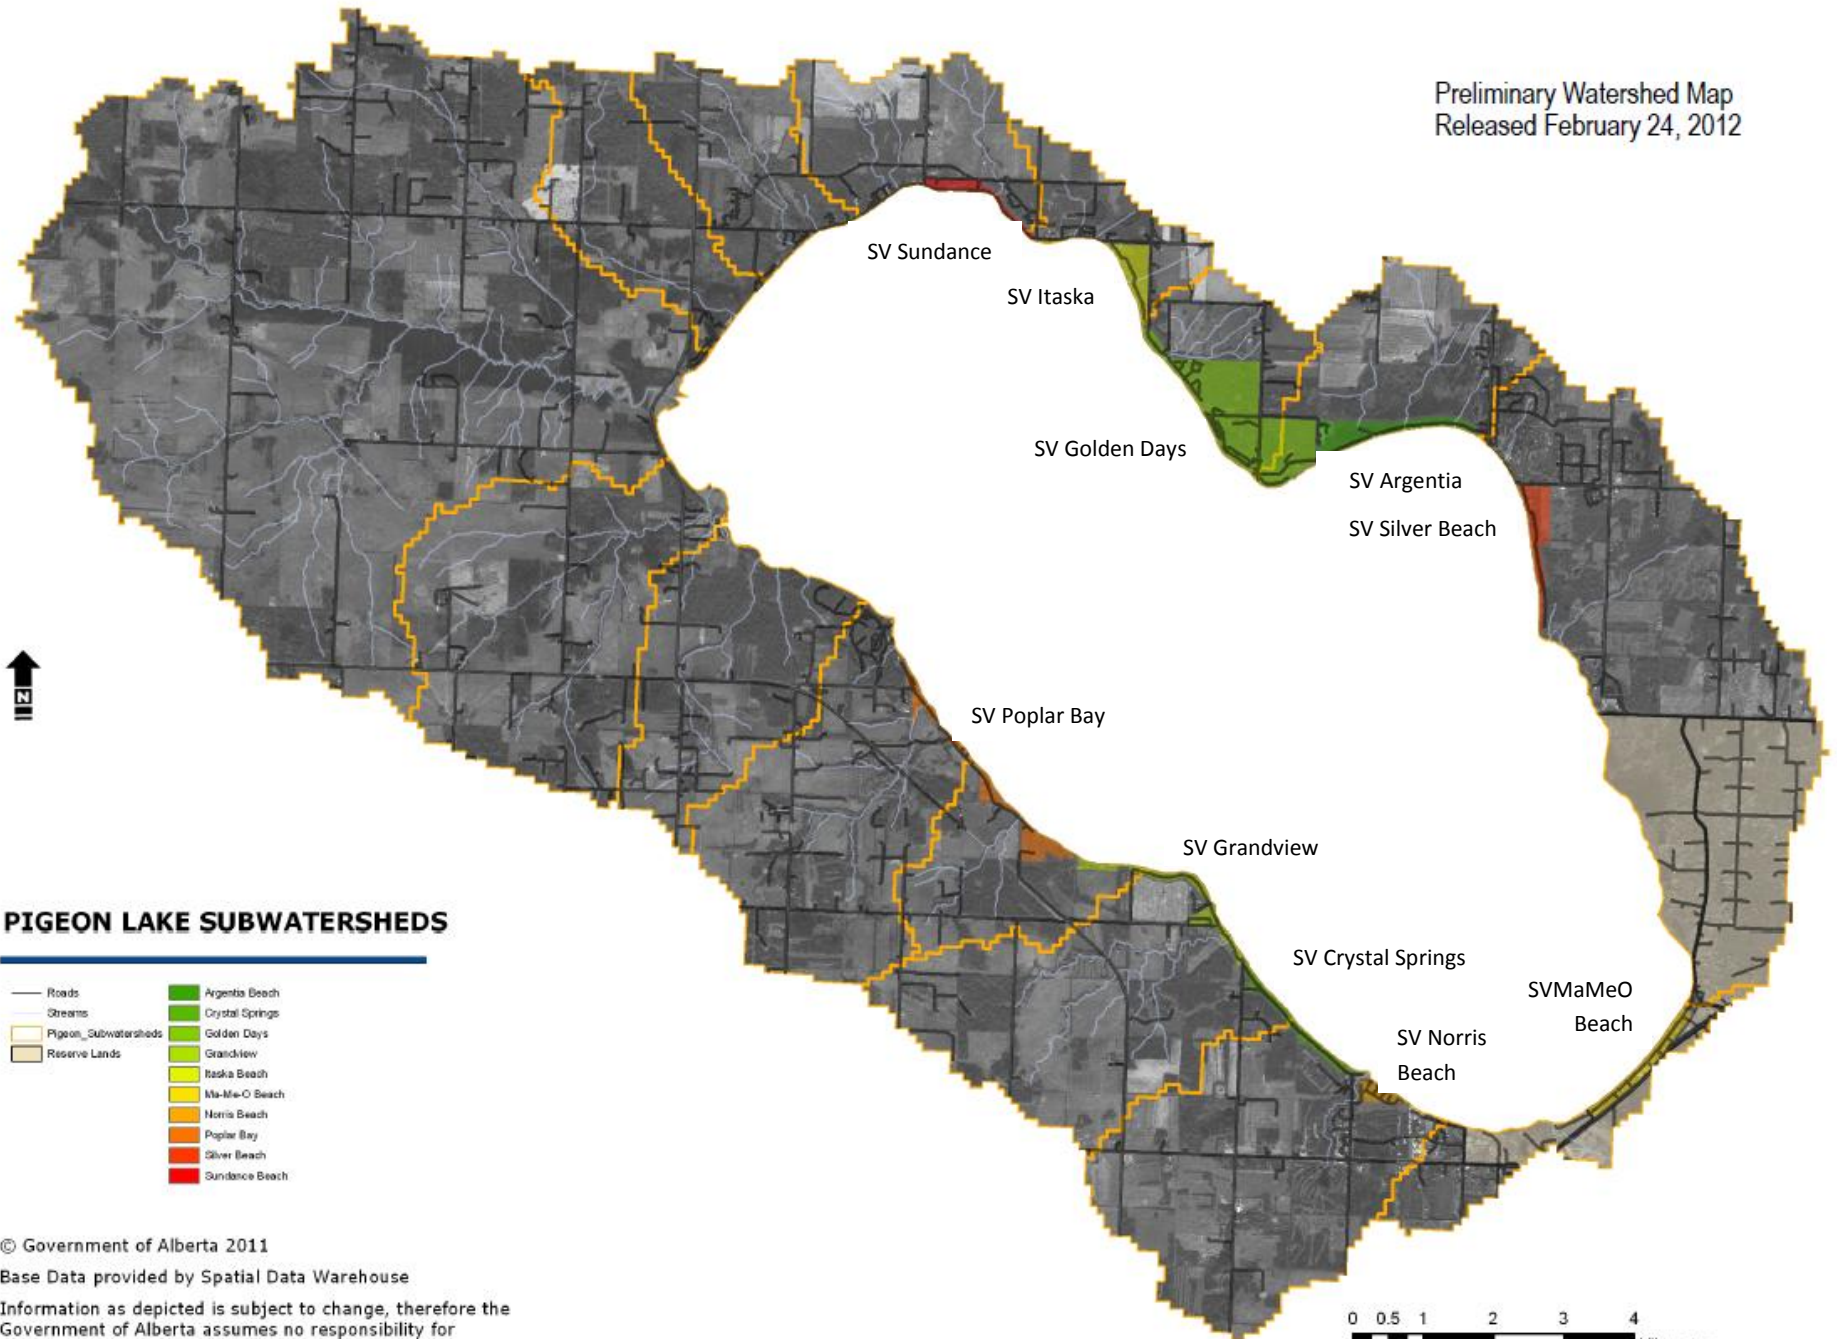 Preliminary Watershed Map
Released February 24, 2012
SV Sundance
SV Itaska
SV Golden Days
SV Argentia
SV Silver Beach
SV Poplar Bay
SV Grandview
SV Crystal Springs
SVMaMeO
Beach
SV Norris
Beach
N
PIGEON LAKE SUBWATERSHEDS
Roads
Streams
Pigeon_Subwatersheds
Reserve Lands
Argentia Beach
Crystal Springs
Golden Days
Grandview
Itaska Beach
Ma-Me-O Beach
Norris Beach
Poplar Bay
Silver Beach
Sundance Beach
© Government of Alberta 2011
Base Data provided by Spatial Data Warehouse
Information as depicted is subject to change, therefore the
Government of Alberta assumes no responsibility for
0 0.5 1 2 3 4